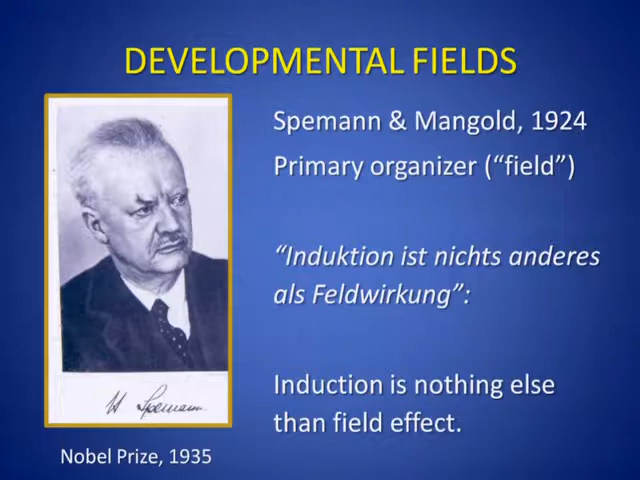 DEVELOPMENTAL FIELDS
Spemann & Mangold, 1924
Primary organizer (“field”)
“Induktion ist nichts anderes
als Feldwirkung”:
Induction is nothing else
than field effect.
H Spemann.
Nobel Prize, 1935